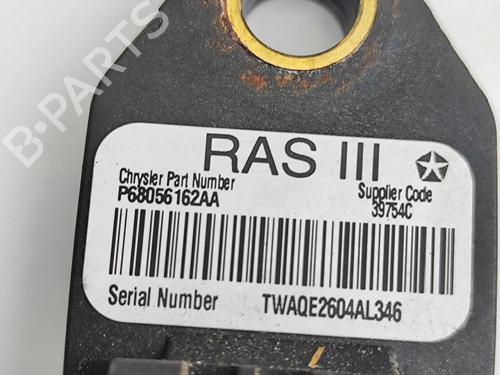 B-PARTS
RAS III
Chrysler Part Number
P68056162AA
Supplier Code
39754C
Serial Number TWAQE2604AL346